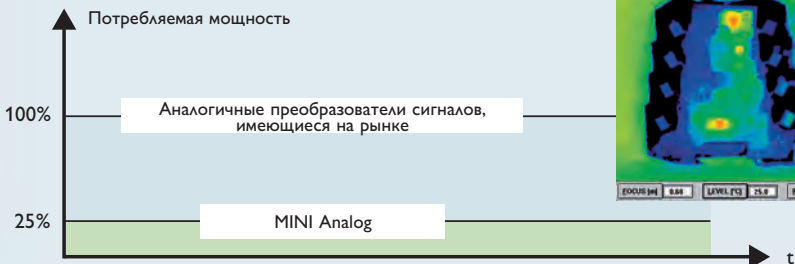 Потребляемая мощность
100%
Аналогичные преобразователи сигналов,
имеющиеся на рынке
FOCUS [m] 0.60 LEVEL [°C] 25.0
25%
MINI Analog
t